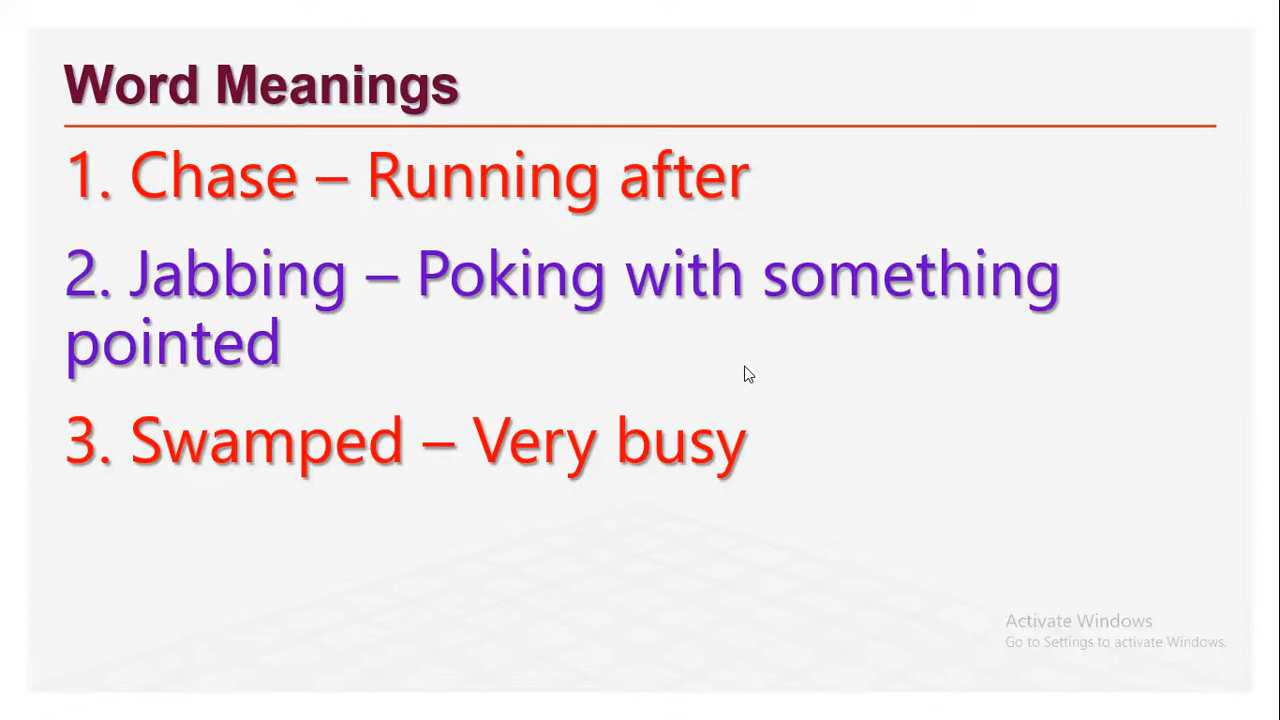 Word Meanings
1. Chase – Running after
2. Jabbing – Poking with something
pointed
3. Swamped – Very busy
Activate Windows
Go to Settings to activate Windows.